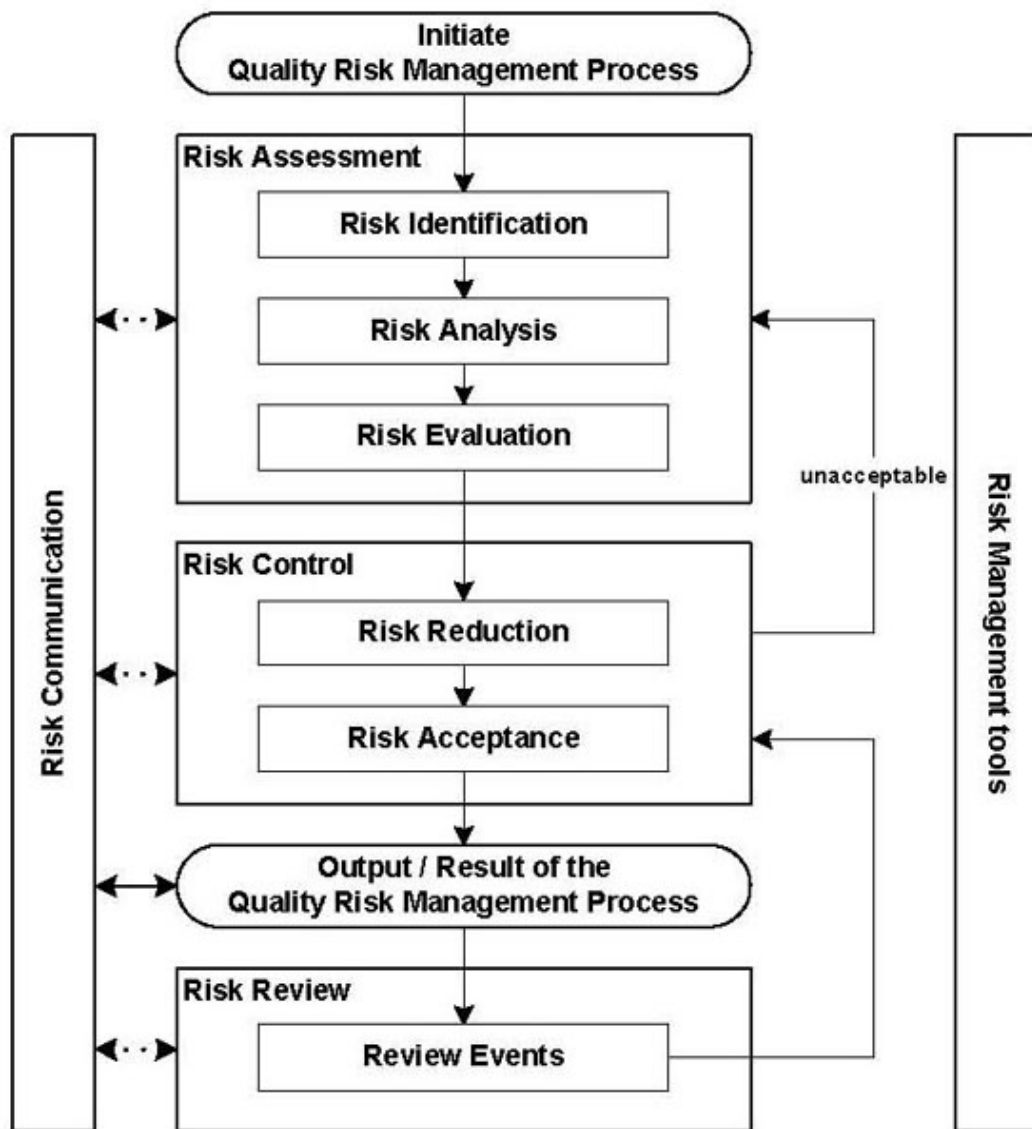 Initiate
Quality Risk Management Process
Risk Assessment
Risk Identification
Risk Analysis
Risk Evaluation
unacceptable
Risk Control
Risk Reduction
Risk Acceptance
Output / Result of the
Quality Risk Management Process
Risk Review
Review Events
Risk Communication
Risk Management tools